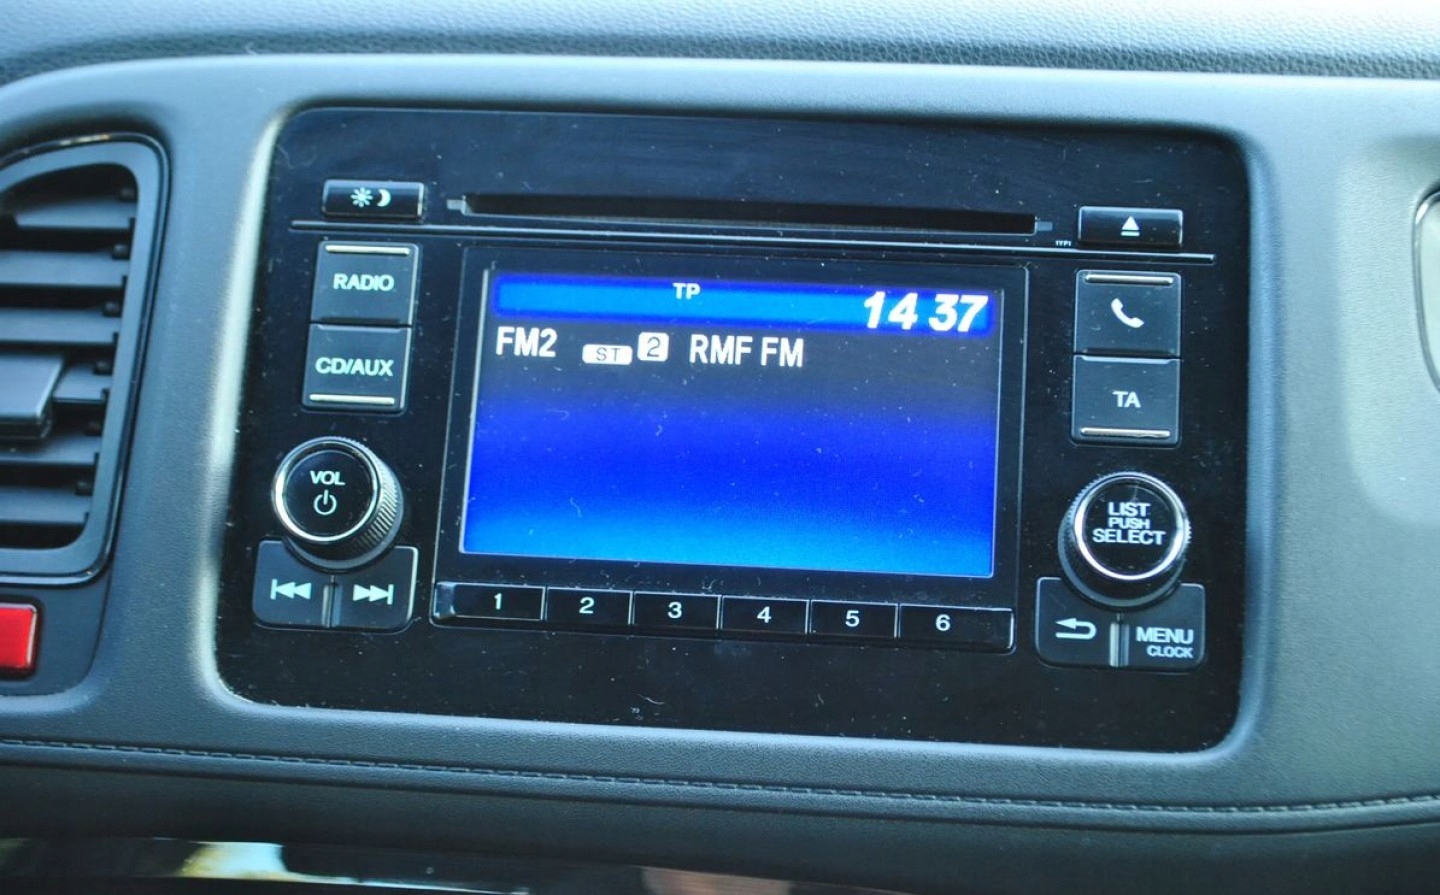 RADIO
CD/AUX
VOL
TP
14 37
FM2 ST 2 RMF FM
1 2 3 4 5 6
TA
LIST
PUSH
SELECT
MENU
CLOCK